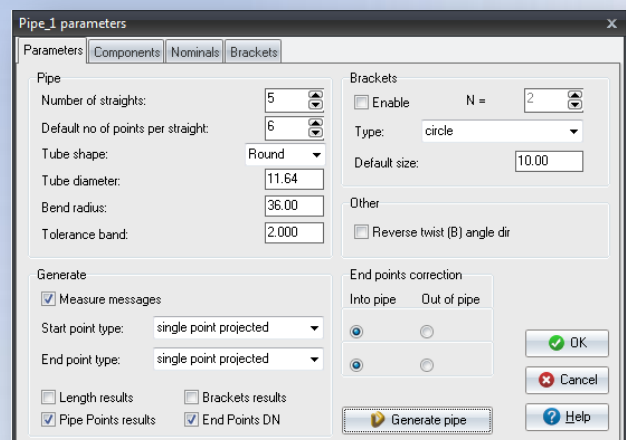 Pipe_1 parameters x
Parameters Components Nominals Brackets
Pipe
Number of straights: 5
Default no of points per straight: 6
Tube shape: Round
Tube diameter: 11.64
Bend radius: 36.00
Tolerance band: 2.000
Brackets
Enable N = 2
Type: circle
Default size: 10.00
Other
Reverse twist (B) angle dir
Generate
Measure messages
Start point type: single point projected
End point type: single point projected
Length results Brackets results
Pipe Points results End Points DN
End points correction
Into pipe Out of pipe
Generate pipe
OK
Cancel
Help